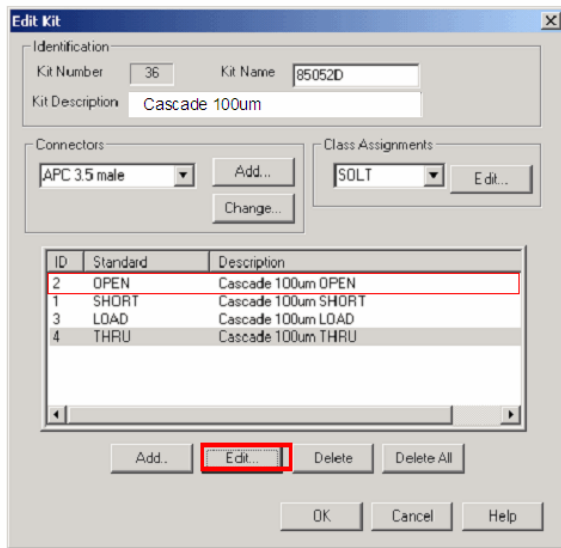 Edit Kit
Identification
Kit Number 36 Kit Name 85052D
Kit Description Cascade 100um
Connectors Class Assignments
APC 3.5 male Add... SOLT Edit...
Change...
ID Standard Description
2 OPEN Cascade 100um OPEN
1 SHORT Cascade 100um SHORT
3 LOAD Cascade 100um LOAD
4 THRU Cascade 100um THRU
Add.. Edit... Delete Delete All
OK Cancel Help